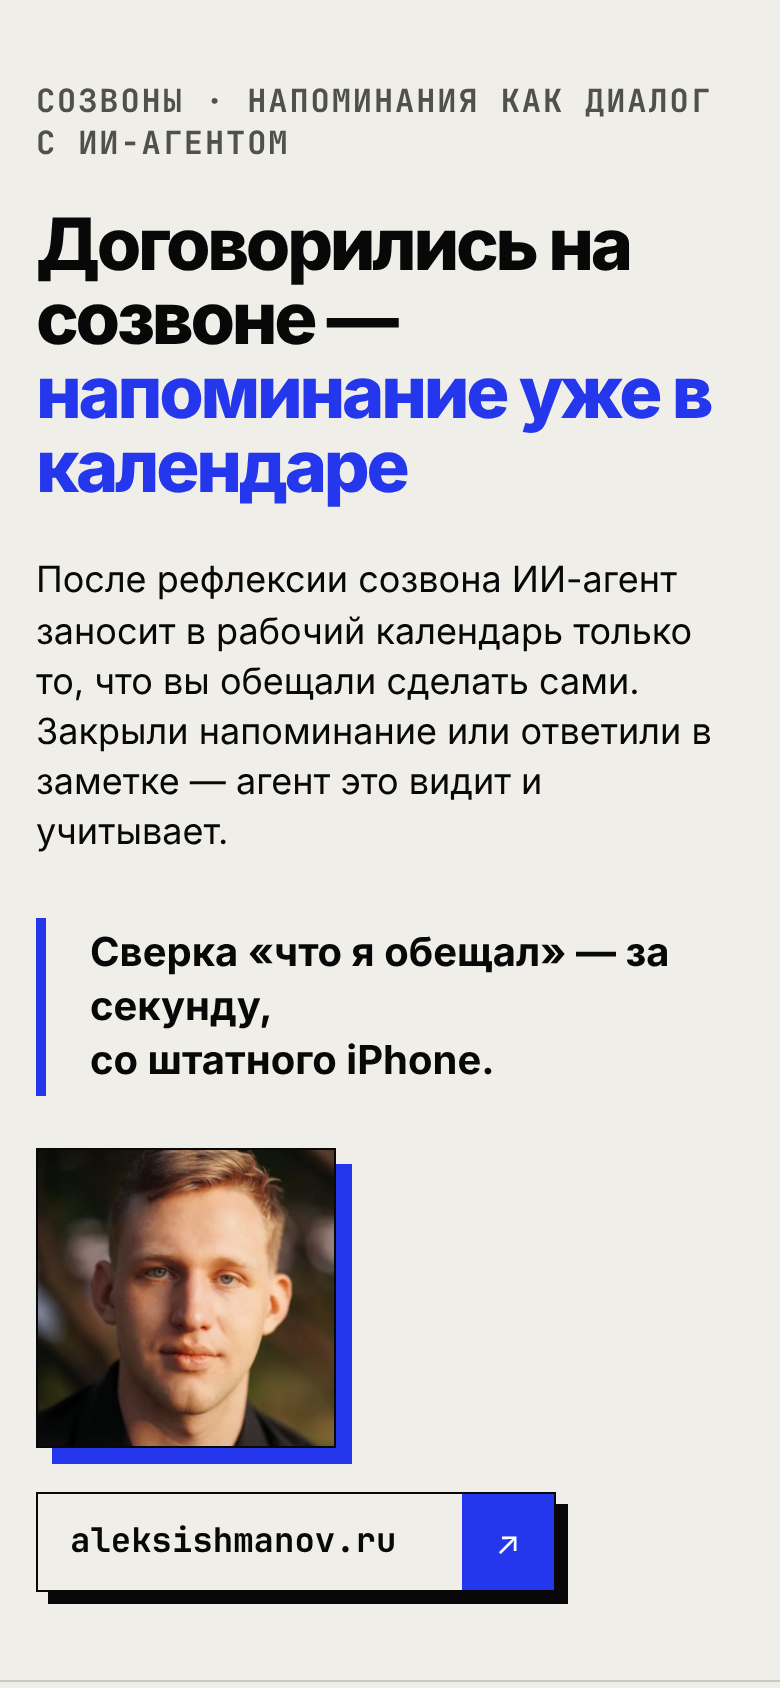 СОЗВОНЫ · НАПОМИНАНИЯ КАК ДИАЛОГ
С ИИ-АГЕНТОМ
Договорились на
созвоне —
напоминание уже в
календаре
После рефлексии созвона ИИ-агент
заносит в рабочий календарь только
то, что вы обещали сделать сами.
Закрыли напоминание или ответили в
заметке — агент это видит и
учитывает.
Сверка «что я обещал» — за
секунду,
со штатного iPhone.
aleksishmanov.ru